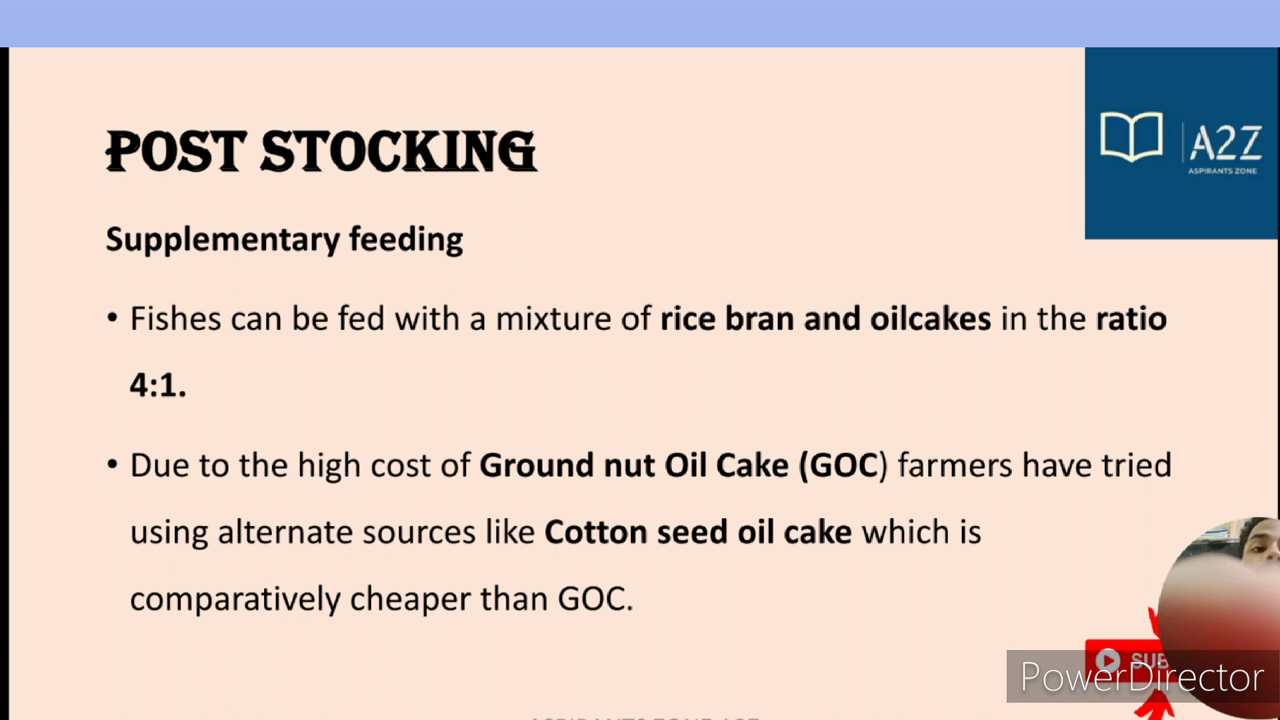 POST STOCKING
A2Z
ASPIRANTS ZONE
Supplementary feeding
• Fishes can be fed with a mixture of rice bran and oilcakes in the ratio
4:1.
• Due to the high cost of Ground nut Oil Cake (GOC) farmers have tried
using alternate sources like Cotton seed oil cake which is
comparatively cheaper than GOC.
SUB
PowerDirector